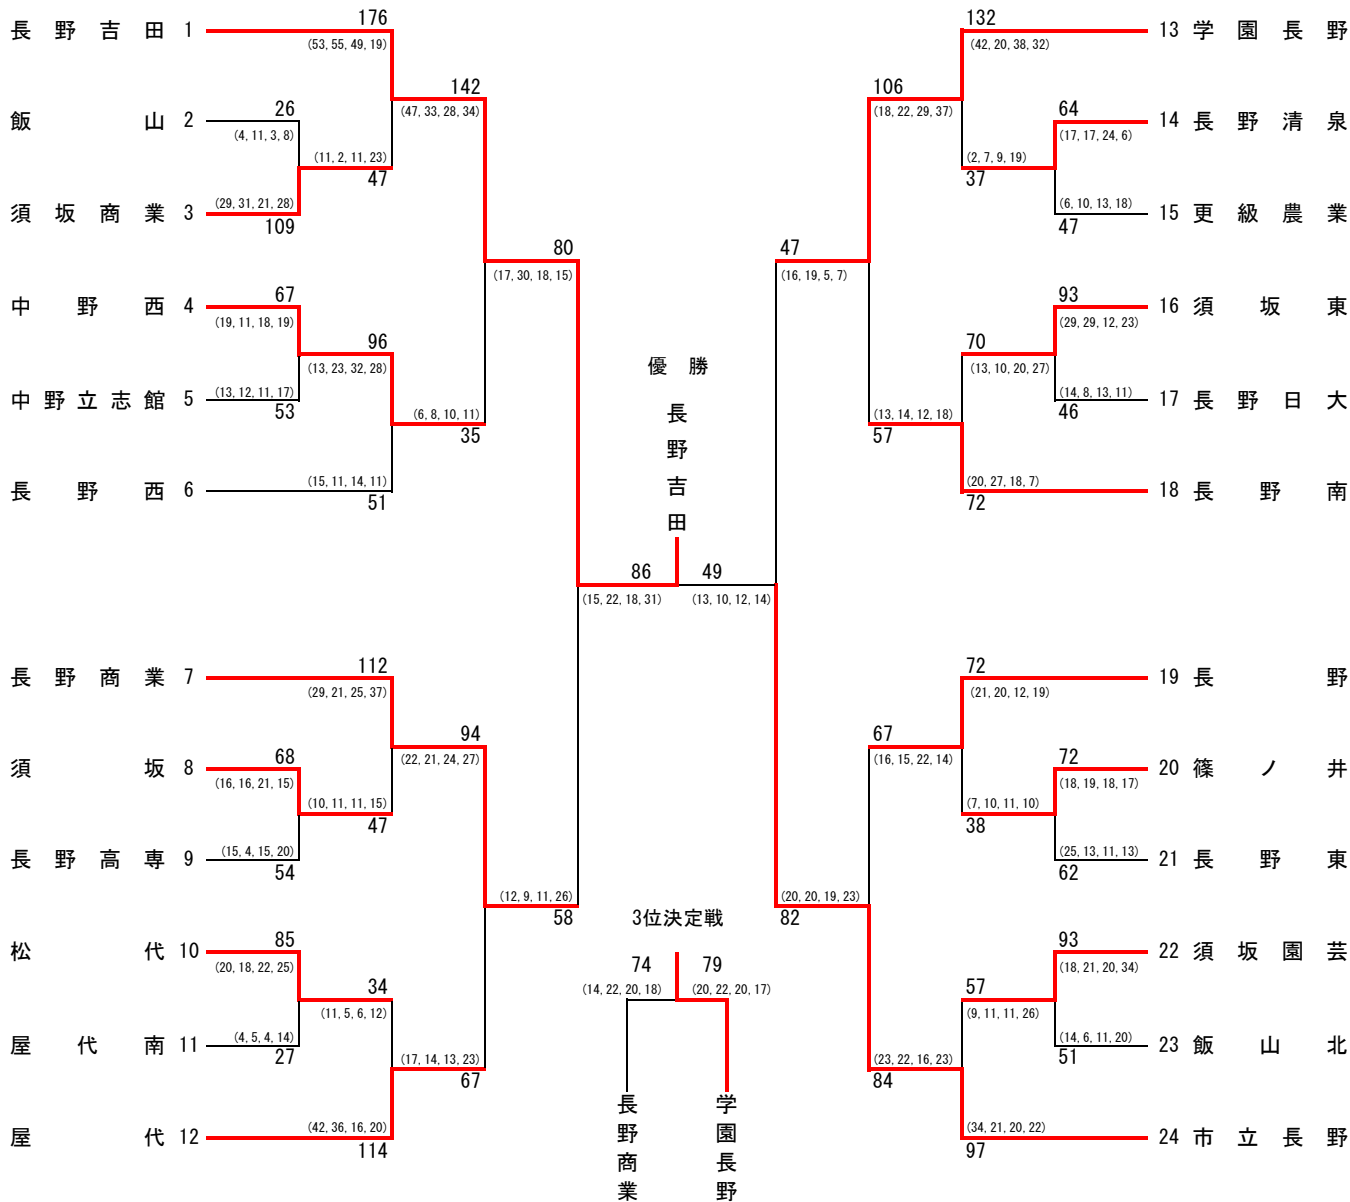 長野吉田 1
176
(53, 55, 49, 19)
142
(47, 33, 28, 34)
飯山 2
26
(4, 11, 3, 8)
(11, 2, 11, 23)
47
須坂商業 3
(29, 31, 21, 28)
109
80
(17, 30, 18, 15)
中野西 4
67
(19, 11, 18, 19)
96
(13, 23, 32, 28)
中野立志館 5
(13, 12, 11, 17)
53
(6, 8, 10, 11)
35
長野西 6
(15, 11, 14, 11)
51
優勝
長野吉田
86
(15, 22, 18, 31)
49
(13, 10, 12, 14)
長野商業 7
112
(29, 21, 25, 37)
94
(22, 21, 24, 27)
須坂 8
68
(16, 16, 21, 15)
(10, 11, 11, 15)
47
長野高専 9
(15, 4, 15, 20)
54
(12, 9, 11, 26)
58
松代 10
85
(20, 18, 22, 25)
34
(11, 5, 6, 12)
屋代南 11
(4, 5, 4, 14)
27
(17, 14, 13, 23)
67
屋代 12
(42, 36, 16, 20)
114
3位決定戦
74
(14, 22, 20, 18)
79
(20, 22, 20, 17)
長野商業
学園長野
132
(42, 20, 38, 32)
13 学園長野
106
(18, 22, 29, 37)
64
(17, 17, 24, 6)
14 長野清泉
(2, 7, 9, 19)
37
(6, 10, 13, 18)
47
15 更級農業
47
(16, 19, 5, 7)
93
(29, 29, 12, 23)
16 須坂東
70
(13, 10, 20, 27)
(14, 8, 13, 11)
46
17 長野日大
(13, 14, 12, 18)
57
(20, 27, 18, 7)
72
18 長野南
72
(21, 20, 12, 19)
19 長野
67
(16, 15, 22, 14)
72
(18, 19, 18, 17)
20 篠ノ井
(7, 10, 11, 10)
38
(25, 13, 11, 13)
62
21 長野東
(20, 20, 19, 23)
82
93
(18, 21, 20, 34)
22 須坂園芸
57
(9, 11, 11, 26)
(14, 6, 11, 20)
51
23 飯山北
(23, 22, 16, 23)
84
(34, 21, 20, 22)
97
24 市立長野